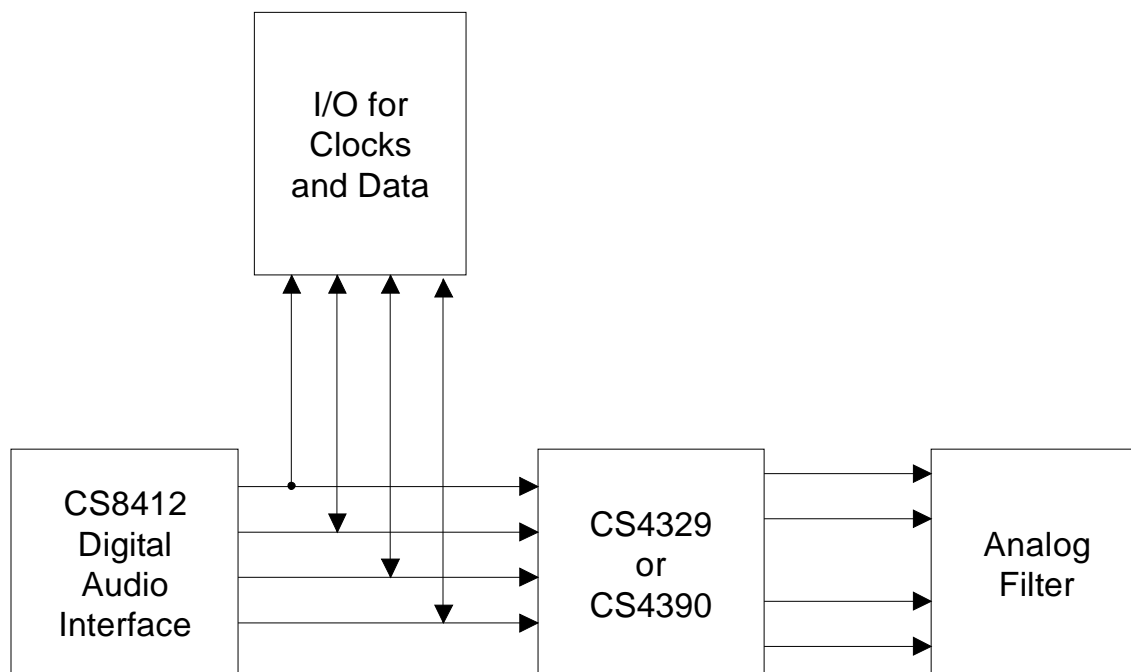 I/O for
Clocks
and Data
CS8412
Digital
Audio
Interface
CS4329
or
CS4390
Analog
Filter